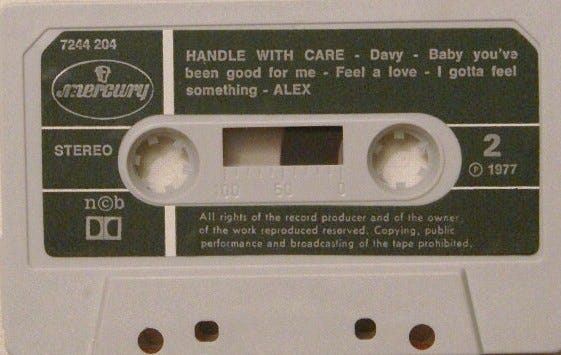 7244 204
HANDLE WITH CARE - Davy - Baby you've
been good for me - Feel a love - I gotta feel
something - ALEX
mercury
STEREO
2
100 50 0
℗ 1977
n©b
All rights of the record producer and of the owner
of the work reproduced reserved. Copying, public
performance and broadcasting of the tape prohibited.